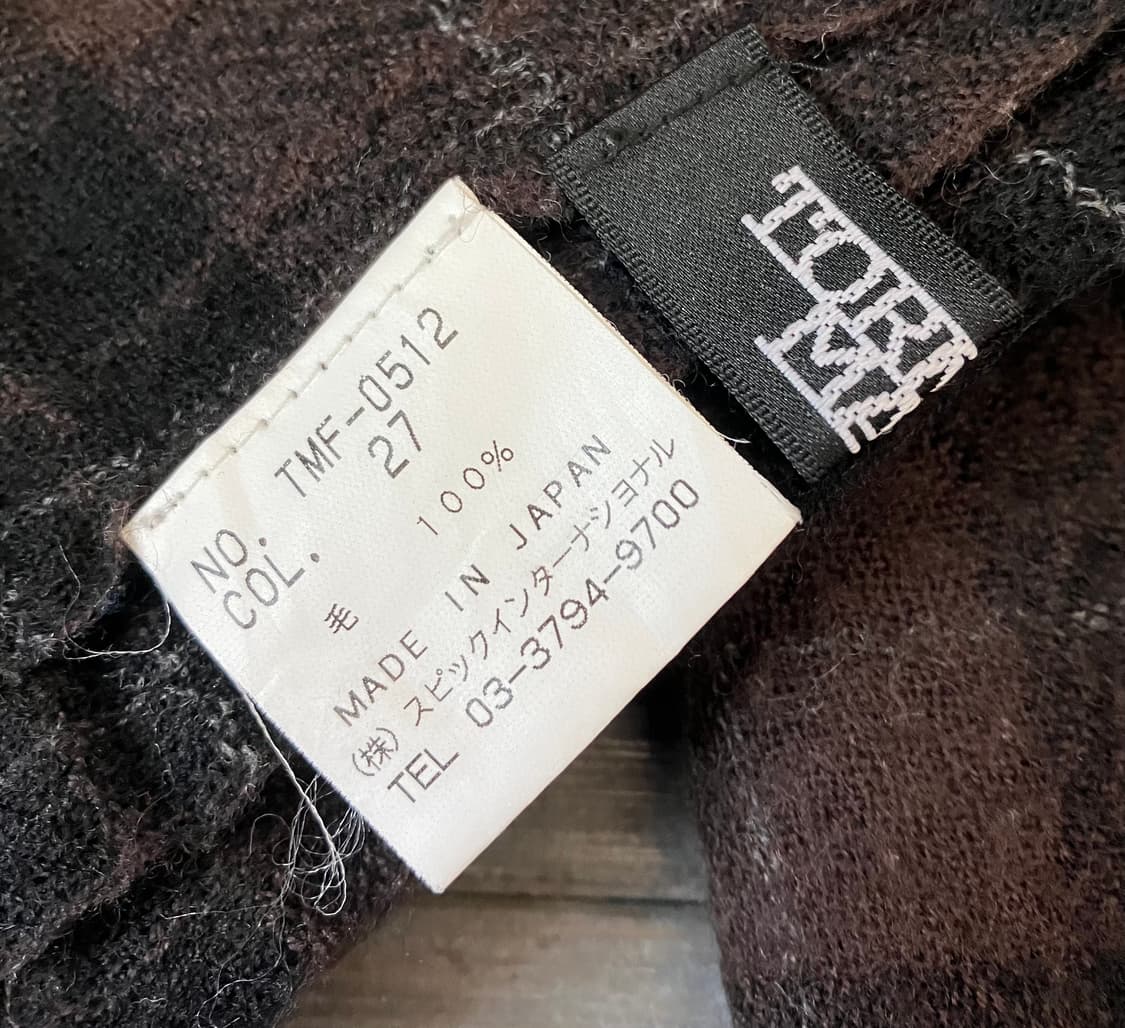 NO. TMF-0512
COL. 27
毛 100%
MADE IN JAPAN
(株) スピックインターナショナル
TEL 03-3794-9700